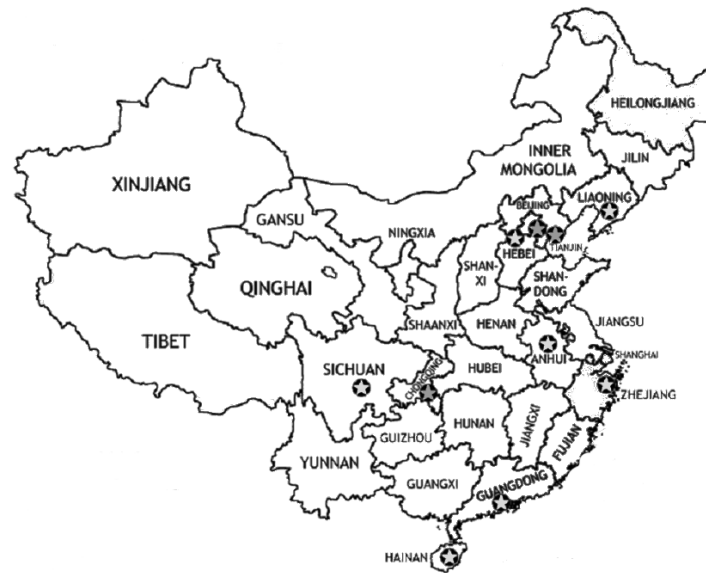 HEILONGJIANG
INNER
MONGOLIA
JILIN
XINJIANG
LIAONING
BEIJING
GANSU
NINGXIA
TIANJIN
HEBEI
SHAN-
XI
SHAN-
DONG
QINGHAI
JIANGSU
SHAANXI
HENAN
TIBET
SHANGHAI
ANHUI
SICHUAN
HUBEI
CHONGQING
ZHEJIANG
HUNAN
JIANGXI
GUIZHOU
FUJIAN
YUNNAN
GUANGXI
GUANGDONG
HAINAN